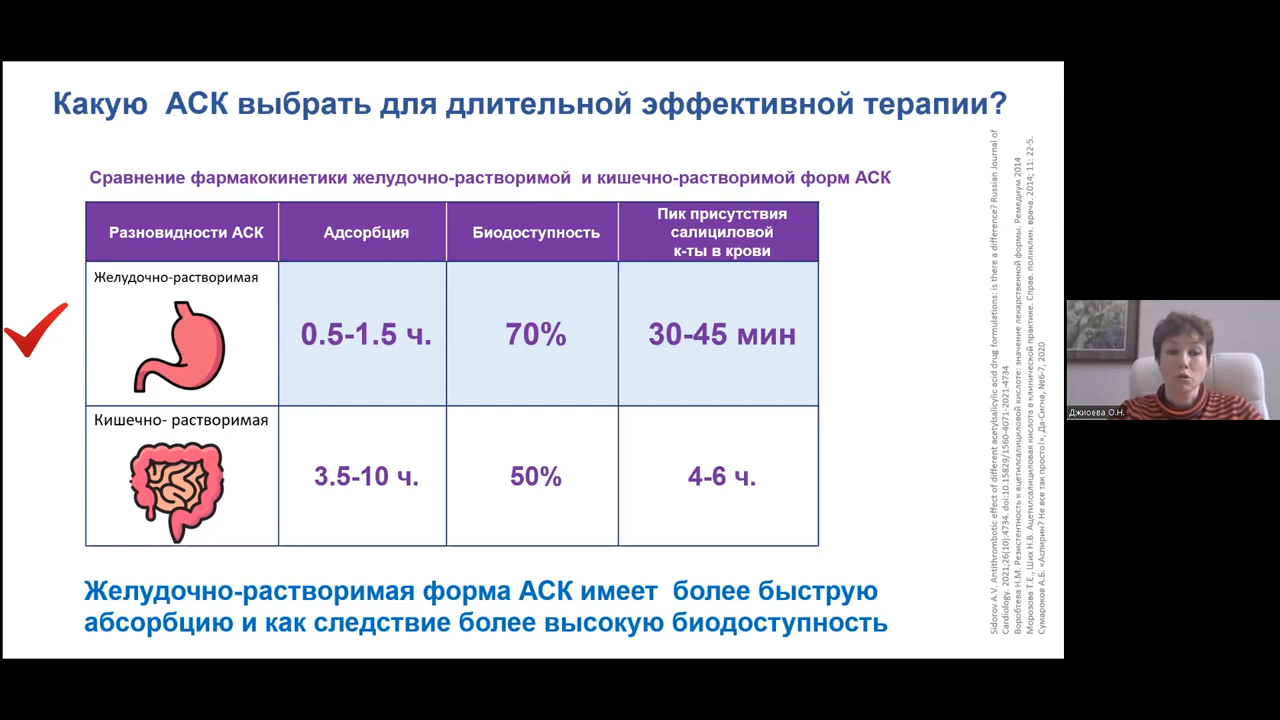 Какую АСК выбрать для длительной эффективной терапии?
Сравнение фармакокинетики желудочно-растворимой и кишечно-растворимой форм АСК
Разновидности АСК
Адсорбция
Биодоступность
Пик присутствия
салициловой
к-ты в крови
Желудочно-растворимая
0.5-1.5 ч.
70%
30-45 мин
Кишечно- растворимая
3.5-10 ч.
50%
4-6 ч.
Желудочно-растворимая форма АСК имеет более быструю
абсорбцию и как следствие более высокую биодоступность
Sidorov A.V. Antithrombotic effect of different acetylsalicylic acid drug formulations: is there a difference? Russian Journal of
Cardiology. 2021;26(10):4734. doi:10.15829/1560-4071-2021-4734
Воробтева Н.М. Резистентность к ацетилсалициловой кислоте: значение лекарственной формы. Ремедиум 2014
Морозова Т.Е., Ших Н.В. Ацетилсалициловая кислота в клинической практике. Справ. поликлин. врача. 2014; 11: 22-5.
Сумароков А.Б. «Аспирин? Не все так просто!», Да-Сигна, №6-7, 2020
Джиоева О.Н.